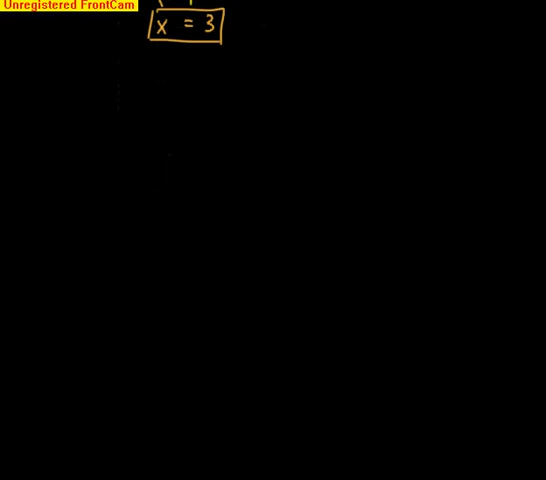 Unregistered FrontCam
x = 3